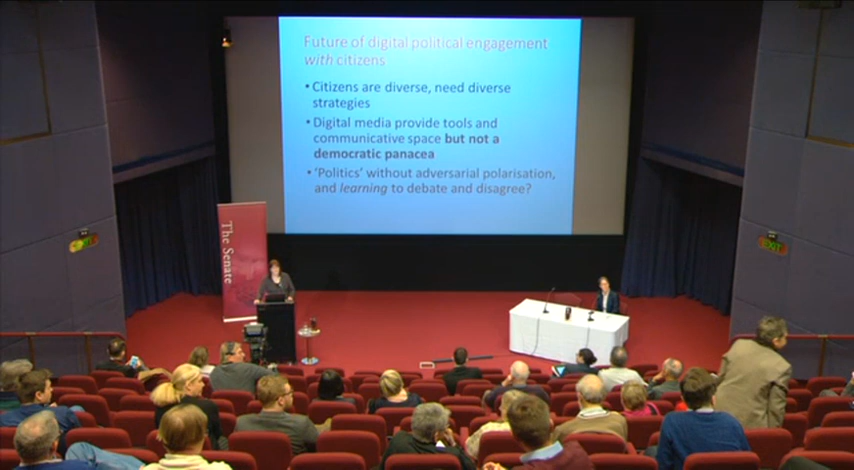 Future of digital political engagement
with citizens
• Citizens are diverse, need diverse
strategies
• Digital media provide tools and
communicative space but not a
democratic panacea
• ‘Politics’ without adversarial polarisation,
and learning to debate and disagree?
The Senate
EXIT